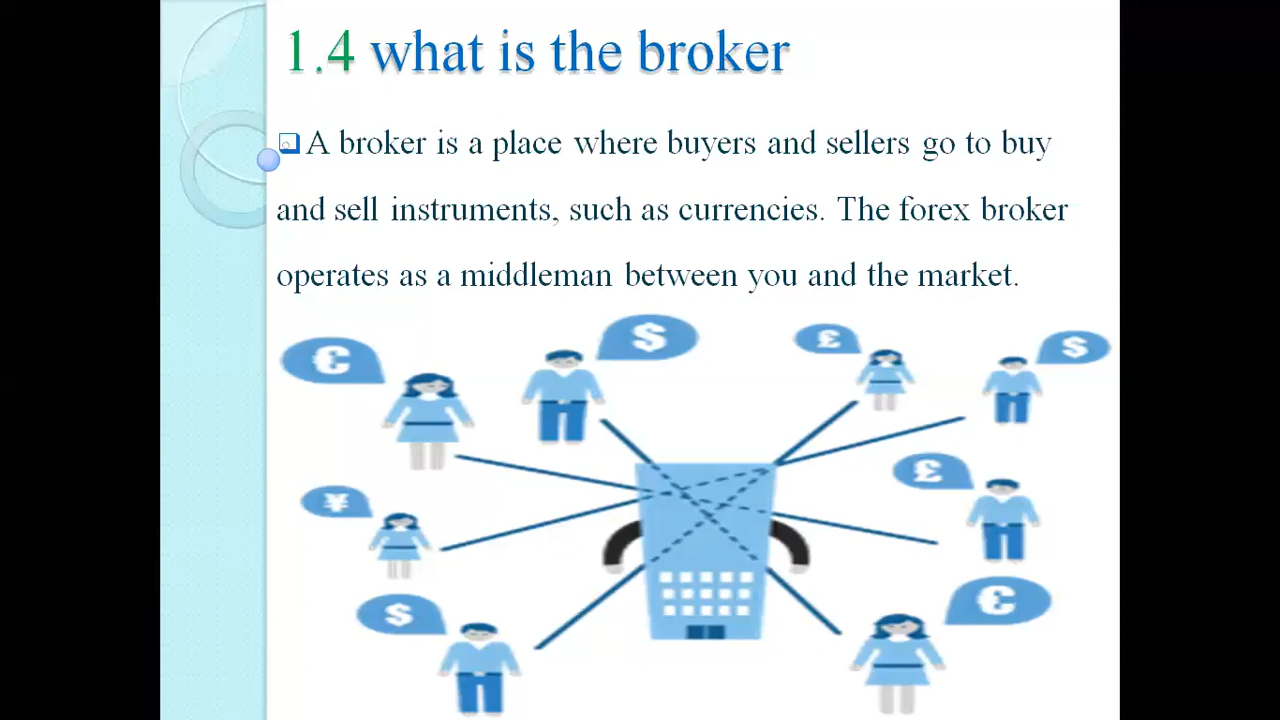 1.4 what is the broker
A broker is a place where buyers and sellers go to buy
and sell instruments, such as currencies. The forex broker
operates as a middleman between you and the market.
€ $ £ $
£
¥
€
$